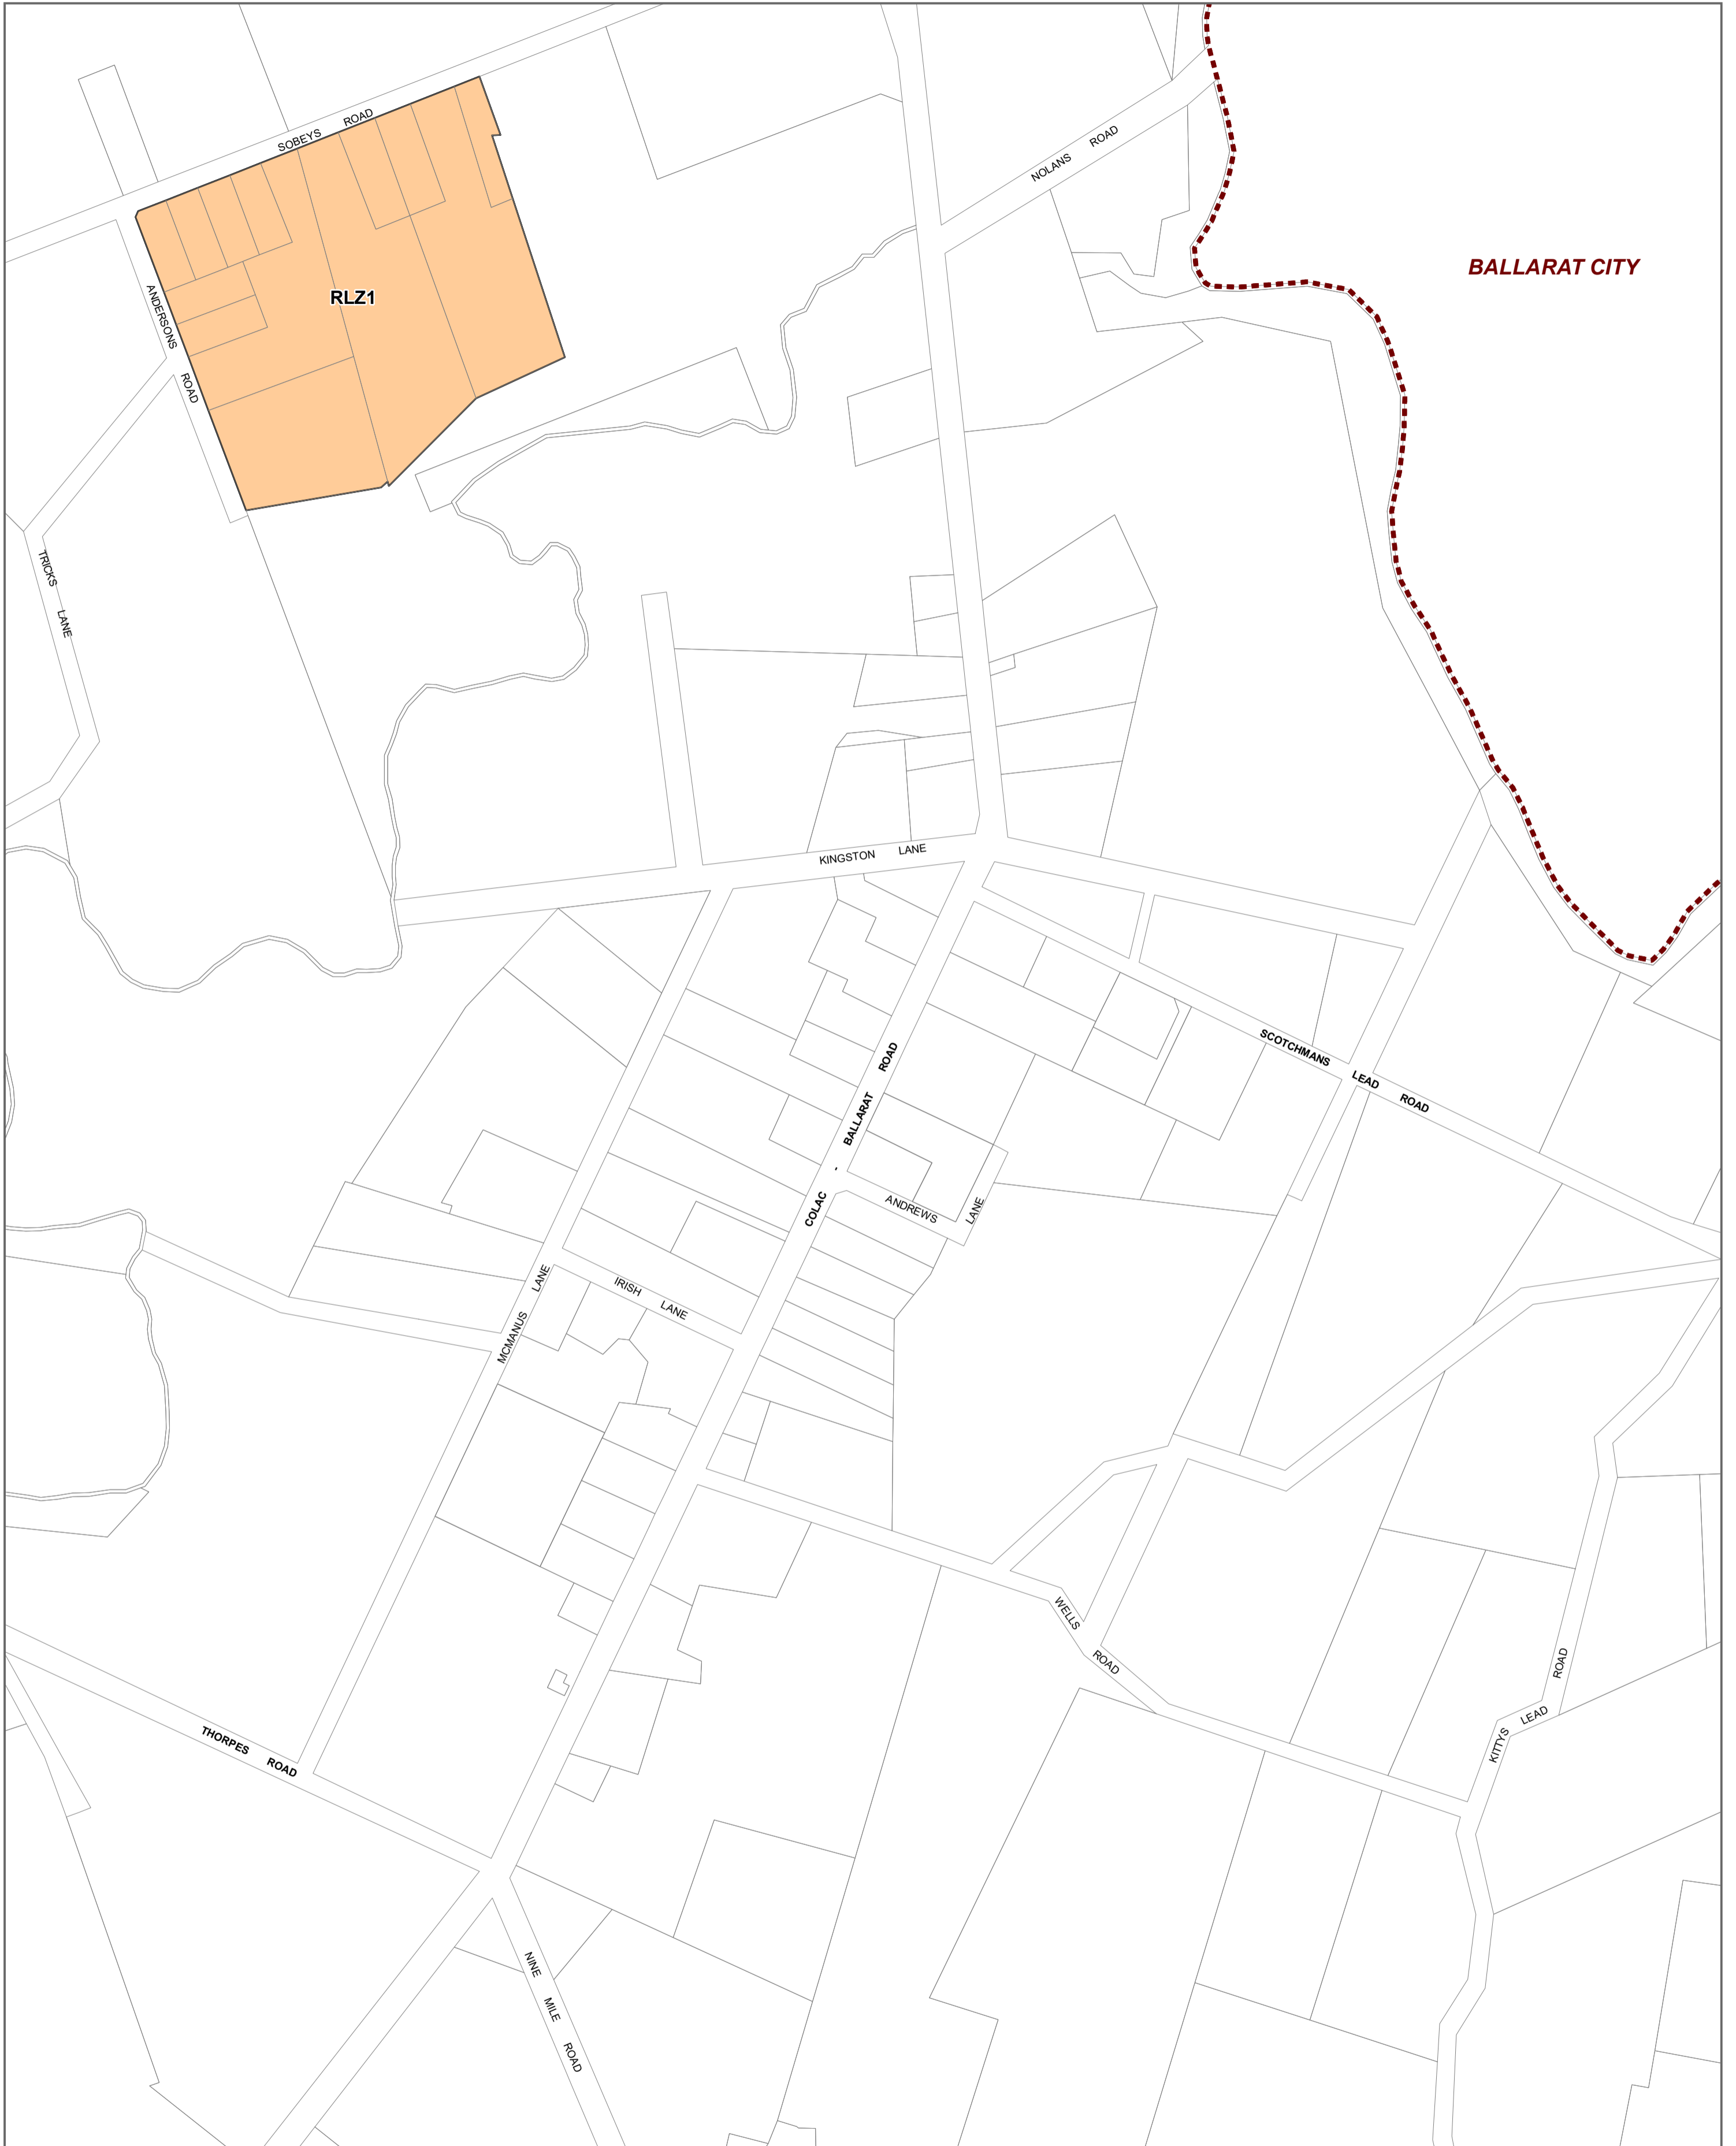 SOBEYS ROAD
NOLANS ROAD
BALLARAT CITY
RLZ1
ANDERSONS ROAD
TRICKS LANE
KINGSTON LANE
SCOTCHMANS LEAD ROAD
COLAC - BALLARAT ROAD
ANDREWS LANE
IRISH LANE
MCMANUS LANE
WELLS ROAD
KITTYS LEAD ROAD
THORPES ROAD
NINE MILE ROAD